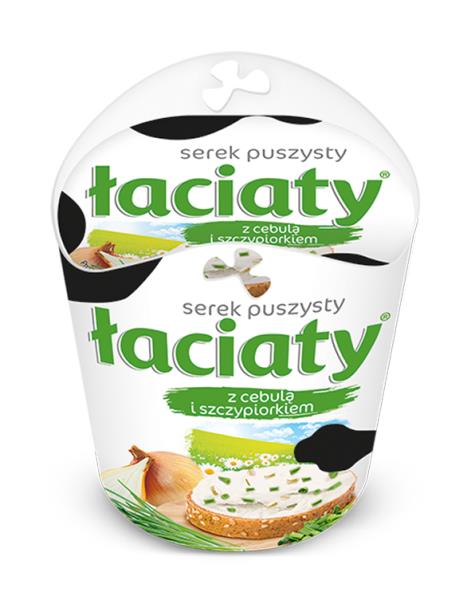 serek puszysty
łaciaty®
z cebulą
i szczypiorkiem
serek puszysty
łaciaty®
z cebulą
i szczypiorkiem